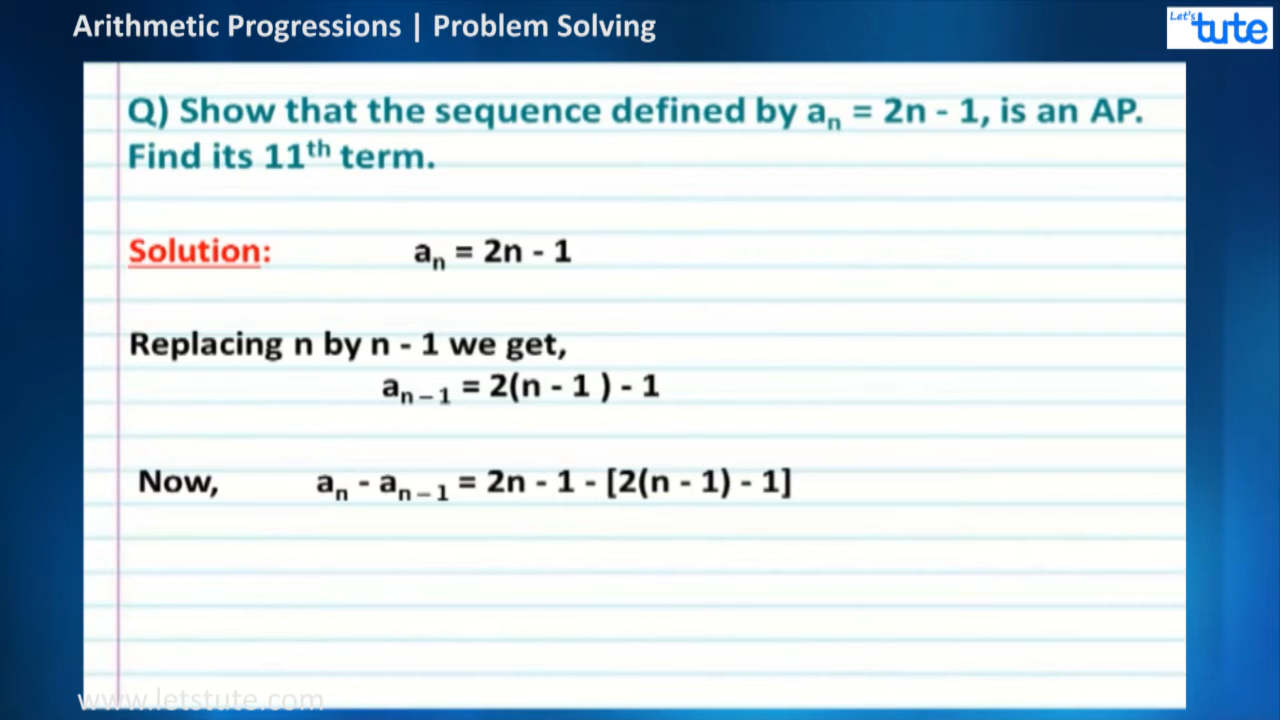 Arithmetic Progressions | Problem Solving
Let's tute
Q) Show that the sequence defined by aₙ = 2n - 1, is an AP.
Find its 11ᵗʰ term.
Solution: aₙ = 2n - 1
Replacing n by n - 1 we get,
aₙ ₋ ₁ = 2(n - 1 ) - 1
Now, aₙ - aₙ ₋ ₁ = 2n - 1 - [2(n - 1) - 1]
www.letstute.com